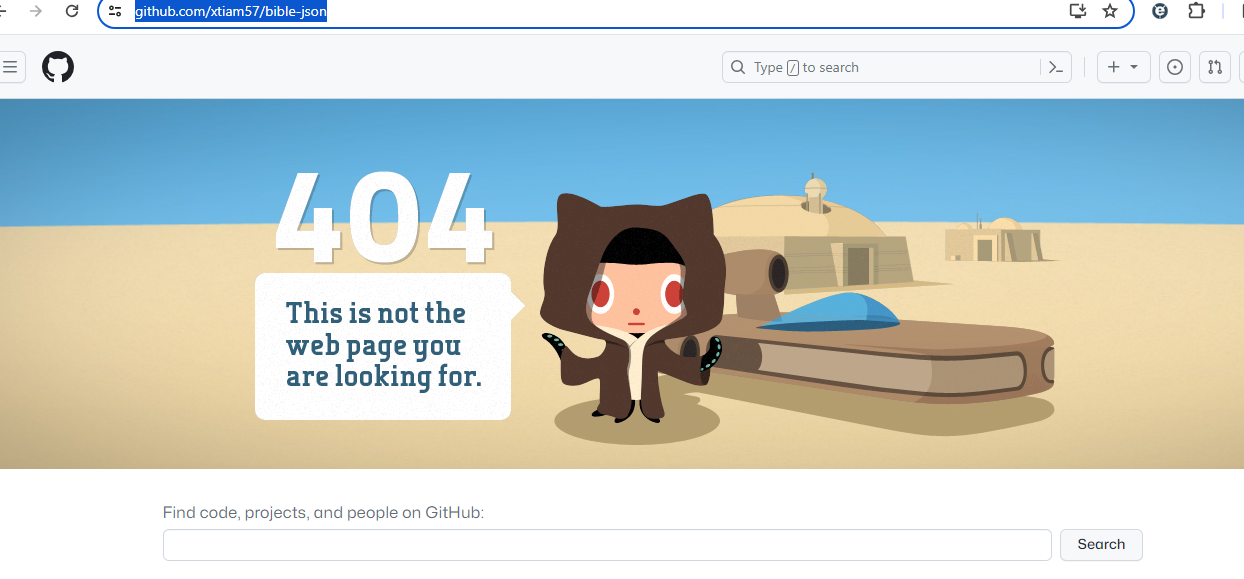 github.com/xtiam57/bible-json
Type / to search
404
This is not the
web page you
are looking for.
Find code, projects, and people on GitHub:
Search